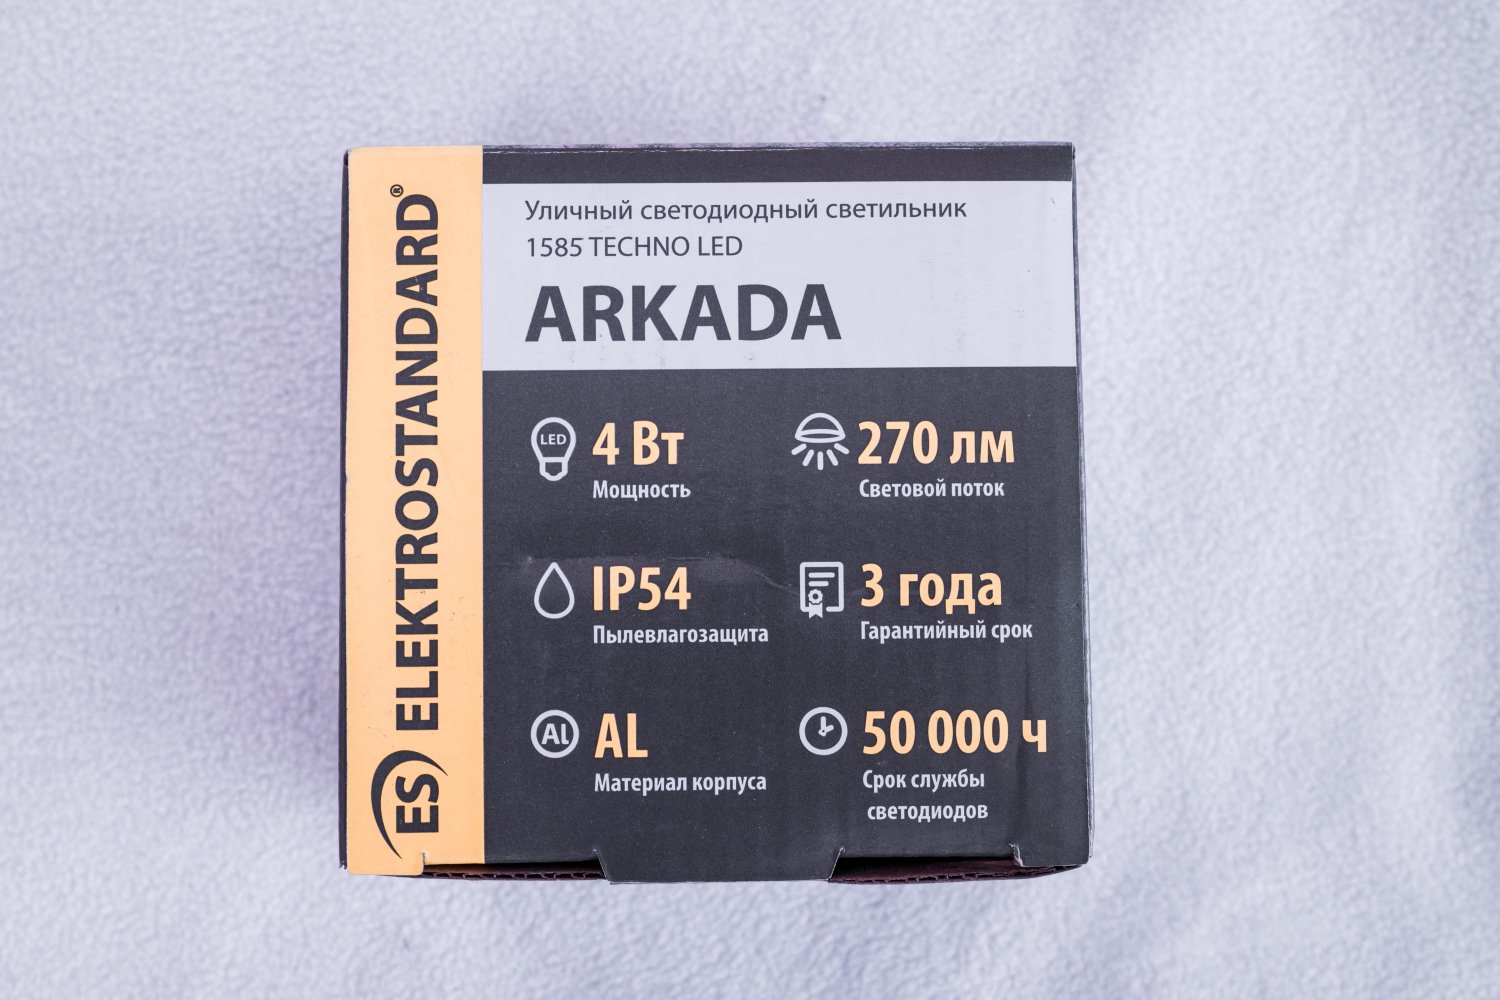 ES ELEKTROSTANDARD®
Уличный светодиодный светильник
1585 TECHNO LED
ARKADA
LED
4 Вт
Мощность
270 лм
Световой поток
IP54
Пылевлагозащита
3 года
Гарантийный срок
AL
AL
Материал корпуса
50 000 ч
Срок службы
светодиодов